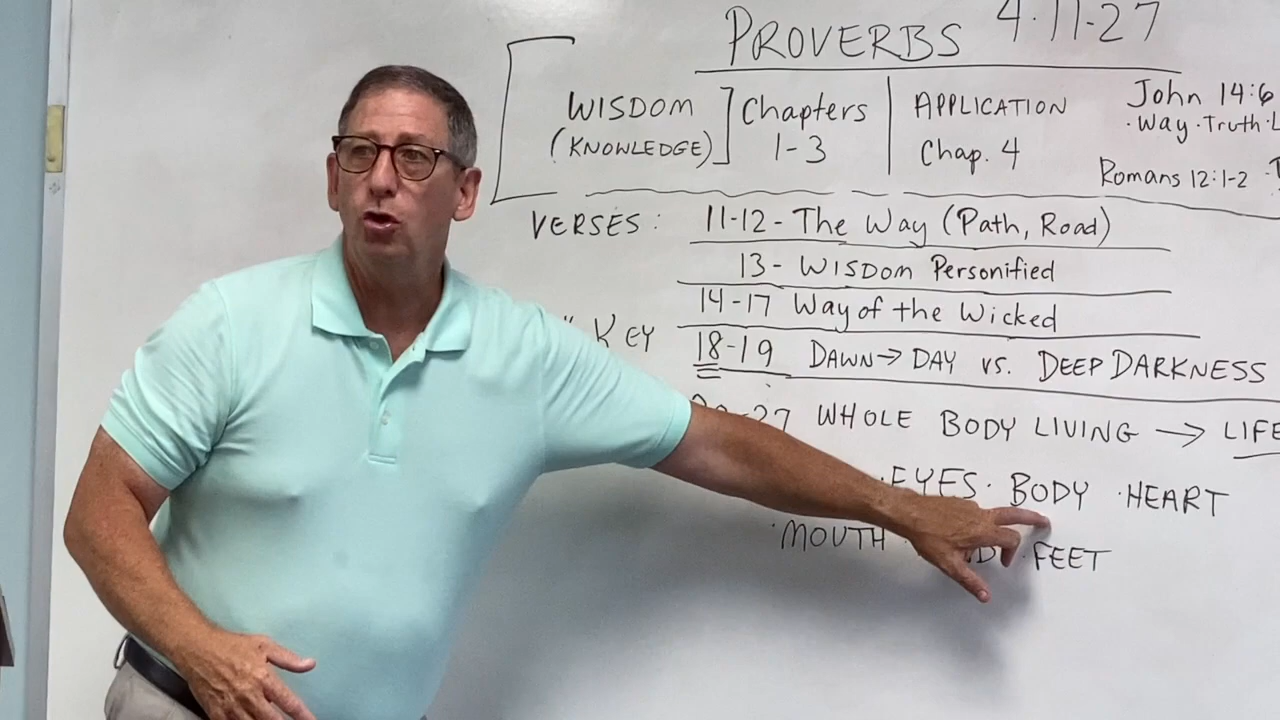 PROVERBS 4:11-27
WISDOM ] Chapters | APPLICATION John 14:6
(KNOWLEDGE) ] 1-3 | Chap. 4 · Way · Truth ·
Romans 12:1-2
VERSES: 11-12 - The Way (Path, Road)
13 - WISDOM Personified
14-17 Way of the Wicked
KEY 18-19 DAWN → DAY vs. DEEP DARKNESS
WHOLE BODY LIVING → LIFE
· EYES · BODY · HEART
· MOUTH · FEET